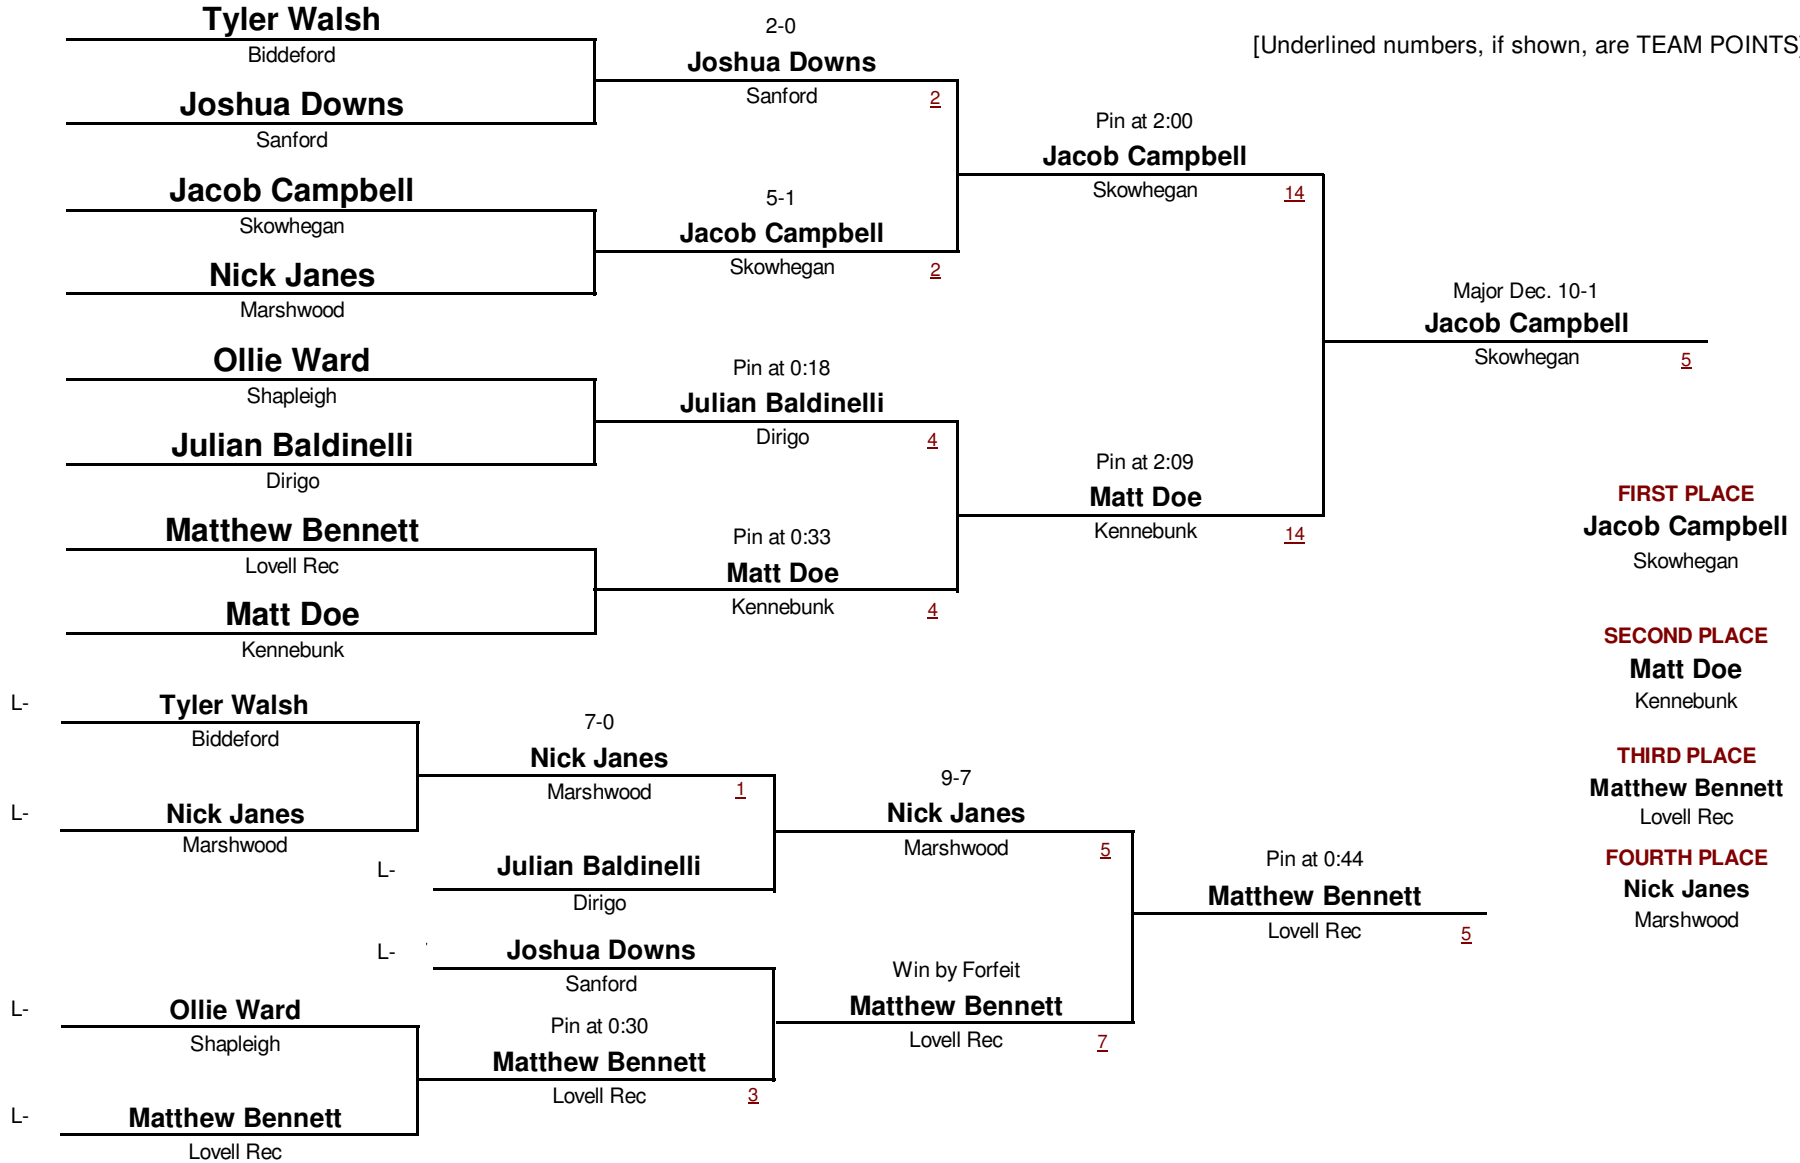 Tyler Walsh
Biddeford
Joshua Downs
Sanford
Jacob Campbell
Skowhegan
Nick Janes
Marshwood
Ollie Ward
Shapleigh
Julian Baldinelli
Dirigo
Matthew Bennett
Lovell Rec
Matt Doe
Kennebunk
2-0
Joshua Downs
Sanford
2
5-1
Jacob Campbell
Skowhegan
2
Pin at 0:18
Julian Baldinelli
Dirigo
4
Pin at 0:33
Matt Doe
Kennebunk
4
[Underlined numbers, if shown, are TEAM POINTS]
Pin at 2:00
Jacob Campbell
Skowhegan
14
Pin at 2:09
Matt Doe
Kennebunk
14
Major Dec. 10-1
Jacob Campbell
Skowhegan
5
FIRST PLACE
Jacob Campbell
Skowhegan
SECOND PLACE
Matt Doe
Kennebunk
THIRD PLACE
Matthew Bennett
Lovell Rec
FOURTH PLACE
Nick Janes
Marshwood
L-
Tyler Walsh
Biddeford
L-
Nick Janes
Marshwood
7-0
Nick Janes
Marshwood
1
L-
Julian Baldinelli
Dirigo
L-
Joshua Downs
Sanford
L-
Ollie Ward
Shapleigh
L-
Matthew Bennett
Lovell Rec
Pin at 0:30
Matthew Bennett
Lovell Rec
3
9-7
Nick Janes
Marshwood
5
Win by Forfeit
Matthew Bennett
Lovell Rec
7
Pin at 0:44
Matthew Bennett
Lovell Rec
5